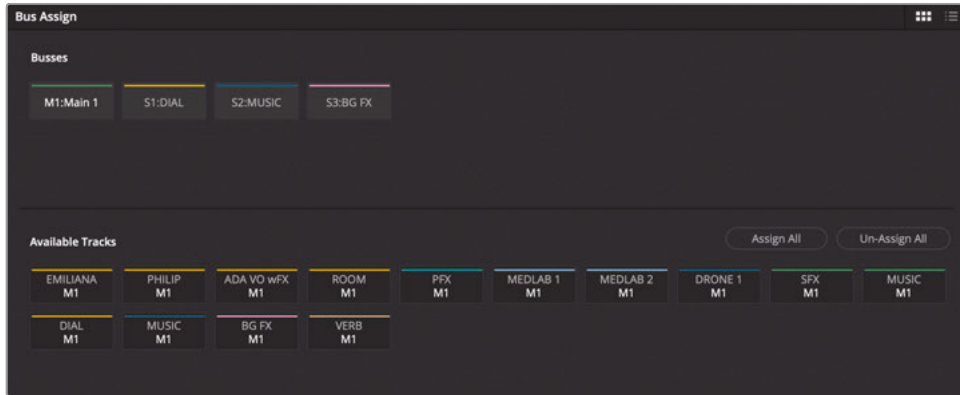 Bus Assign
Busses
M1:Main 1 S1:DIAL S2:MUSIC S3:BG FX
Available Tracks Assign All Un-Assign All
EMILIANA PHILIP ADA VO wFX ROOM PFX MEDLAB 1 MEDLAB 2 DRONE 1 SFX MUSIC
M1 M1 M1 M1 M1 M1 M1 M1 M1 M1
DIAL MUSIC BG FX VERB
M1 M1 M1 M1